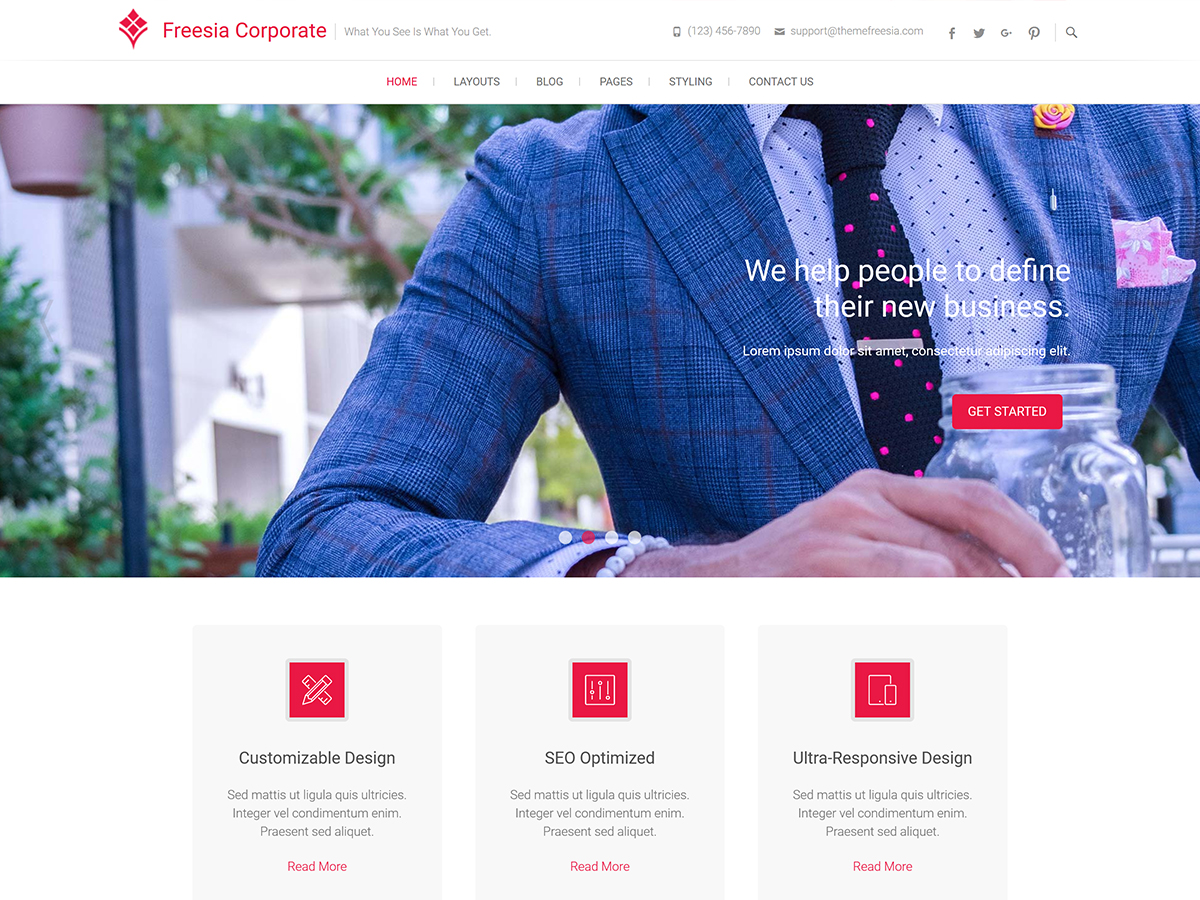 Freesia Corporate
What You See Is What You Get.
(123) 456-7890
support@themefreesia.com
HOME
LAYOUTS
BLOG
PAGES
STYLING
CONTACT US
We help people to define
their new business.
Lorem ipsum dolor sit amet, consectetur adipiscing elit.
GET STARTED
Customizable Design
Sed mattis ut ligula quis ultricies.
Integer vel condimentum enim.
Praesent sed aliquet.
Read More
SEO Optimized
Sed mattis ut ligula quis ultricies.
Integer vel condimentum enim.
Praesent sed aliquet.
Read More
Ultra-Responsive Design
Sed mattis ut ligula quis ultricies.
Integer vel condimentum enim.
Praesent sed aliquet.
Read More